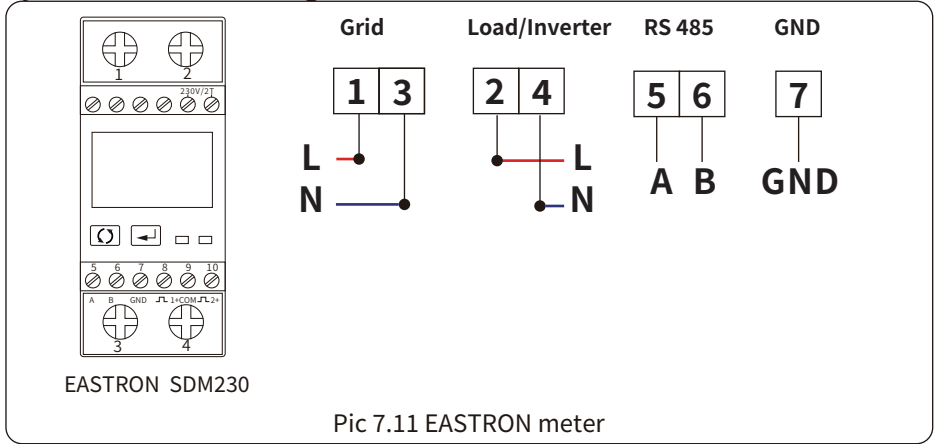 Grid Load/Inverter RS 485 GND
1 2
230V/2T
1 3 2 4 5 6 7
L L
N N
A B GND
5 6 7 8 9 10
A B GND 1+COM 2+
3 4
EASTRON SDM230
Pic 7.11 EASTRON meter